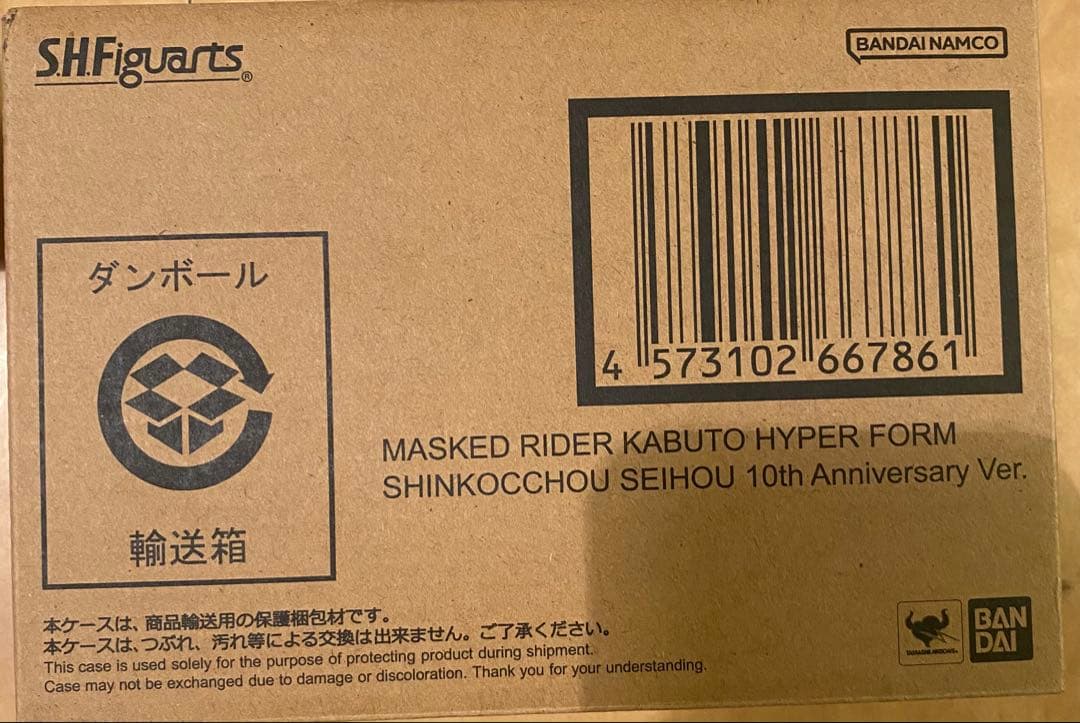 S.H.Figuarts®
BANDAI NAMCO
4 573102 667861
MASKED RIDER KABUTO HYPER FORM
SHINKOCCHOU SEIHOU 10th Anniversary Ver.
ダンボール
輸送箱
本ケースは、商品輸送用の保護梱包材です。
本ケースは、つぶれ、汚れ等による交換は出来ません。ご了承ください。
This case is used solely for the purpose of protecting product during shipment.
Case may not be exchanged due to damage or discoloration. Thank you for your understanding.
TAMASHII NATIONS
BAN
DAI